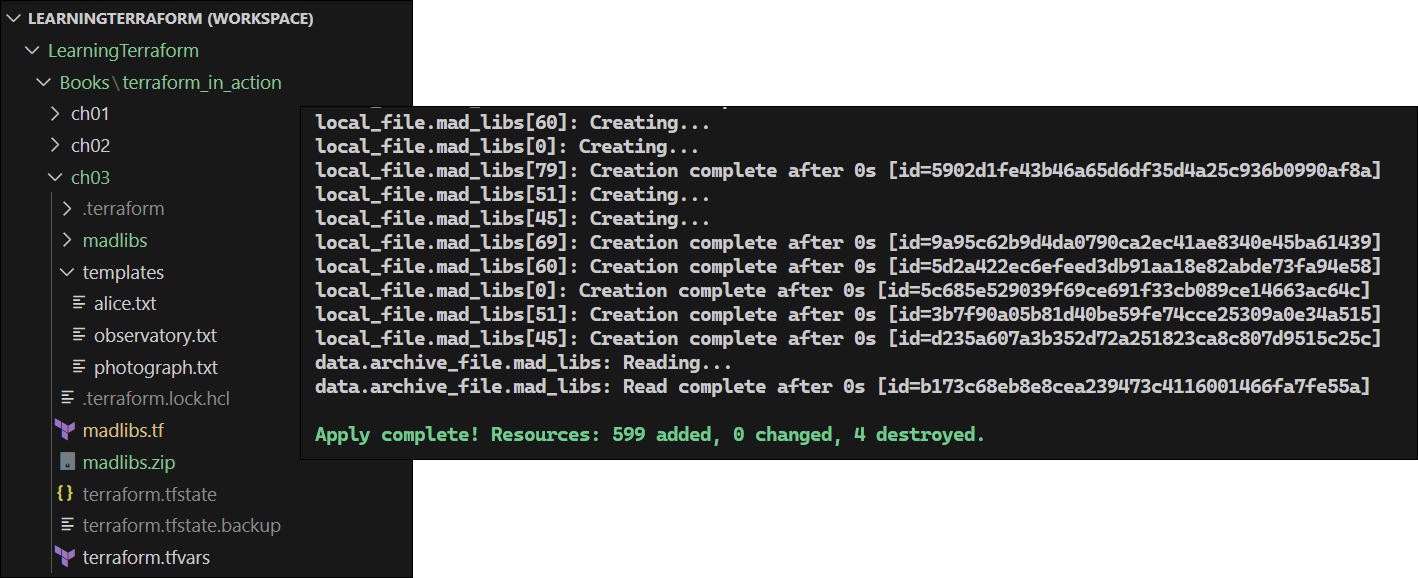 LEARNINGTERRAFORM (WORKSPACE)
LearningTerraform
Books\terraform_in_action
ch01
ch02
ch03
.terraform
madlibs
templates
alice.txt
observatory.txt
photograph.txt
.terraform.lock.hcl
madlibs.tf
madlibs.zip
{} terraform.tfstate
terraform.tfstate.backup
terraform.tfvars
local_file.mad_libs[60]: Creating...
local_file.mad_libs[0]: Creating...
local_file.mad_libs[79]: Creation complete after 0s [id=5902d1fe43b46a65d6df35d4a25c936b0990af8a]
local_file.mad_libs[51]: Creating...
local_file.mad_libs[45]: Creating...
local_file.mad_libs[69]: Creation complete after 0s [id=9a95c62b9d4da0790ca2ec41ae8340e45ba61439]
local_file.mad_libs[60]: Creation complete after 0s [id=5d2a422ec6efeed3db91aa18e82abde73fa94e58]
local_file.mad_libs[0]: Creation complete after 0s [id=5c685e529039f69ce691f33cb089ce14663ac64c]
local_file.mad_libs[51]: Creation complete after 0s [id=3b7f90a05b81d40be59fe74cce25309a0e34a515]
local_file.mad_libs[45]: Creation complete after 0s [id=d235a607a3b352d72a251823ca8c807d9515c25c]
data.archive_file.mad_libs: Reading...
data.archive_file.mad_libs: Read complete after 0s [id=b173c68eb8e8cea239473c4116001466fa7fe55a]
Apply complete! Resources: 599 added, 0 changed, 4 destroyed.